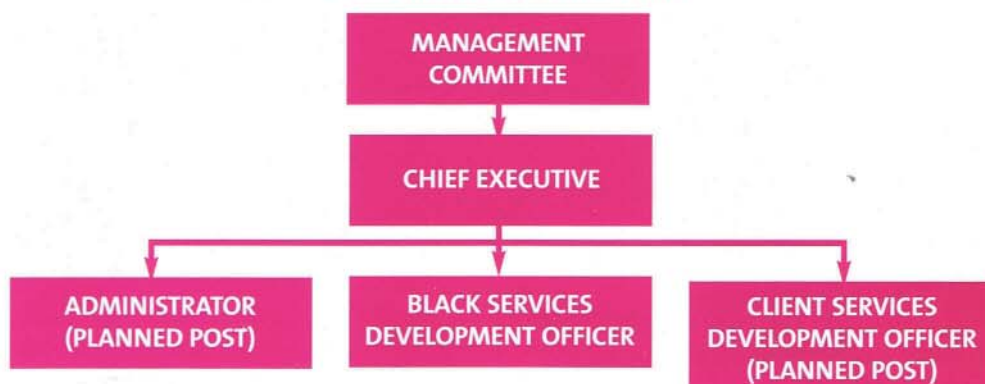 MANAGEMENT
COMMITTEE
CHIEF EXECUTIVE
ADMINISTRATOR
(PLANNED POST)
BLACK SERVICES
DEVELOPMENT OFFICER
CLIENT SERVICES
DEVELOPMENT OFFICER
(PLANNED POST)